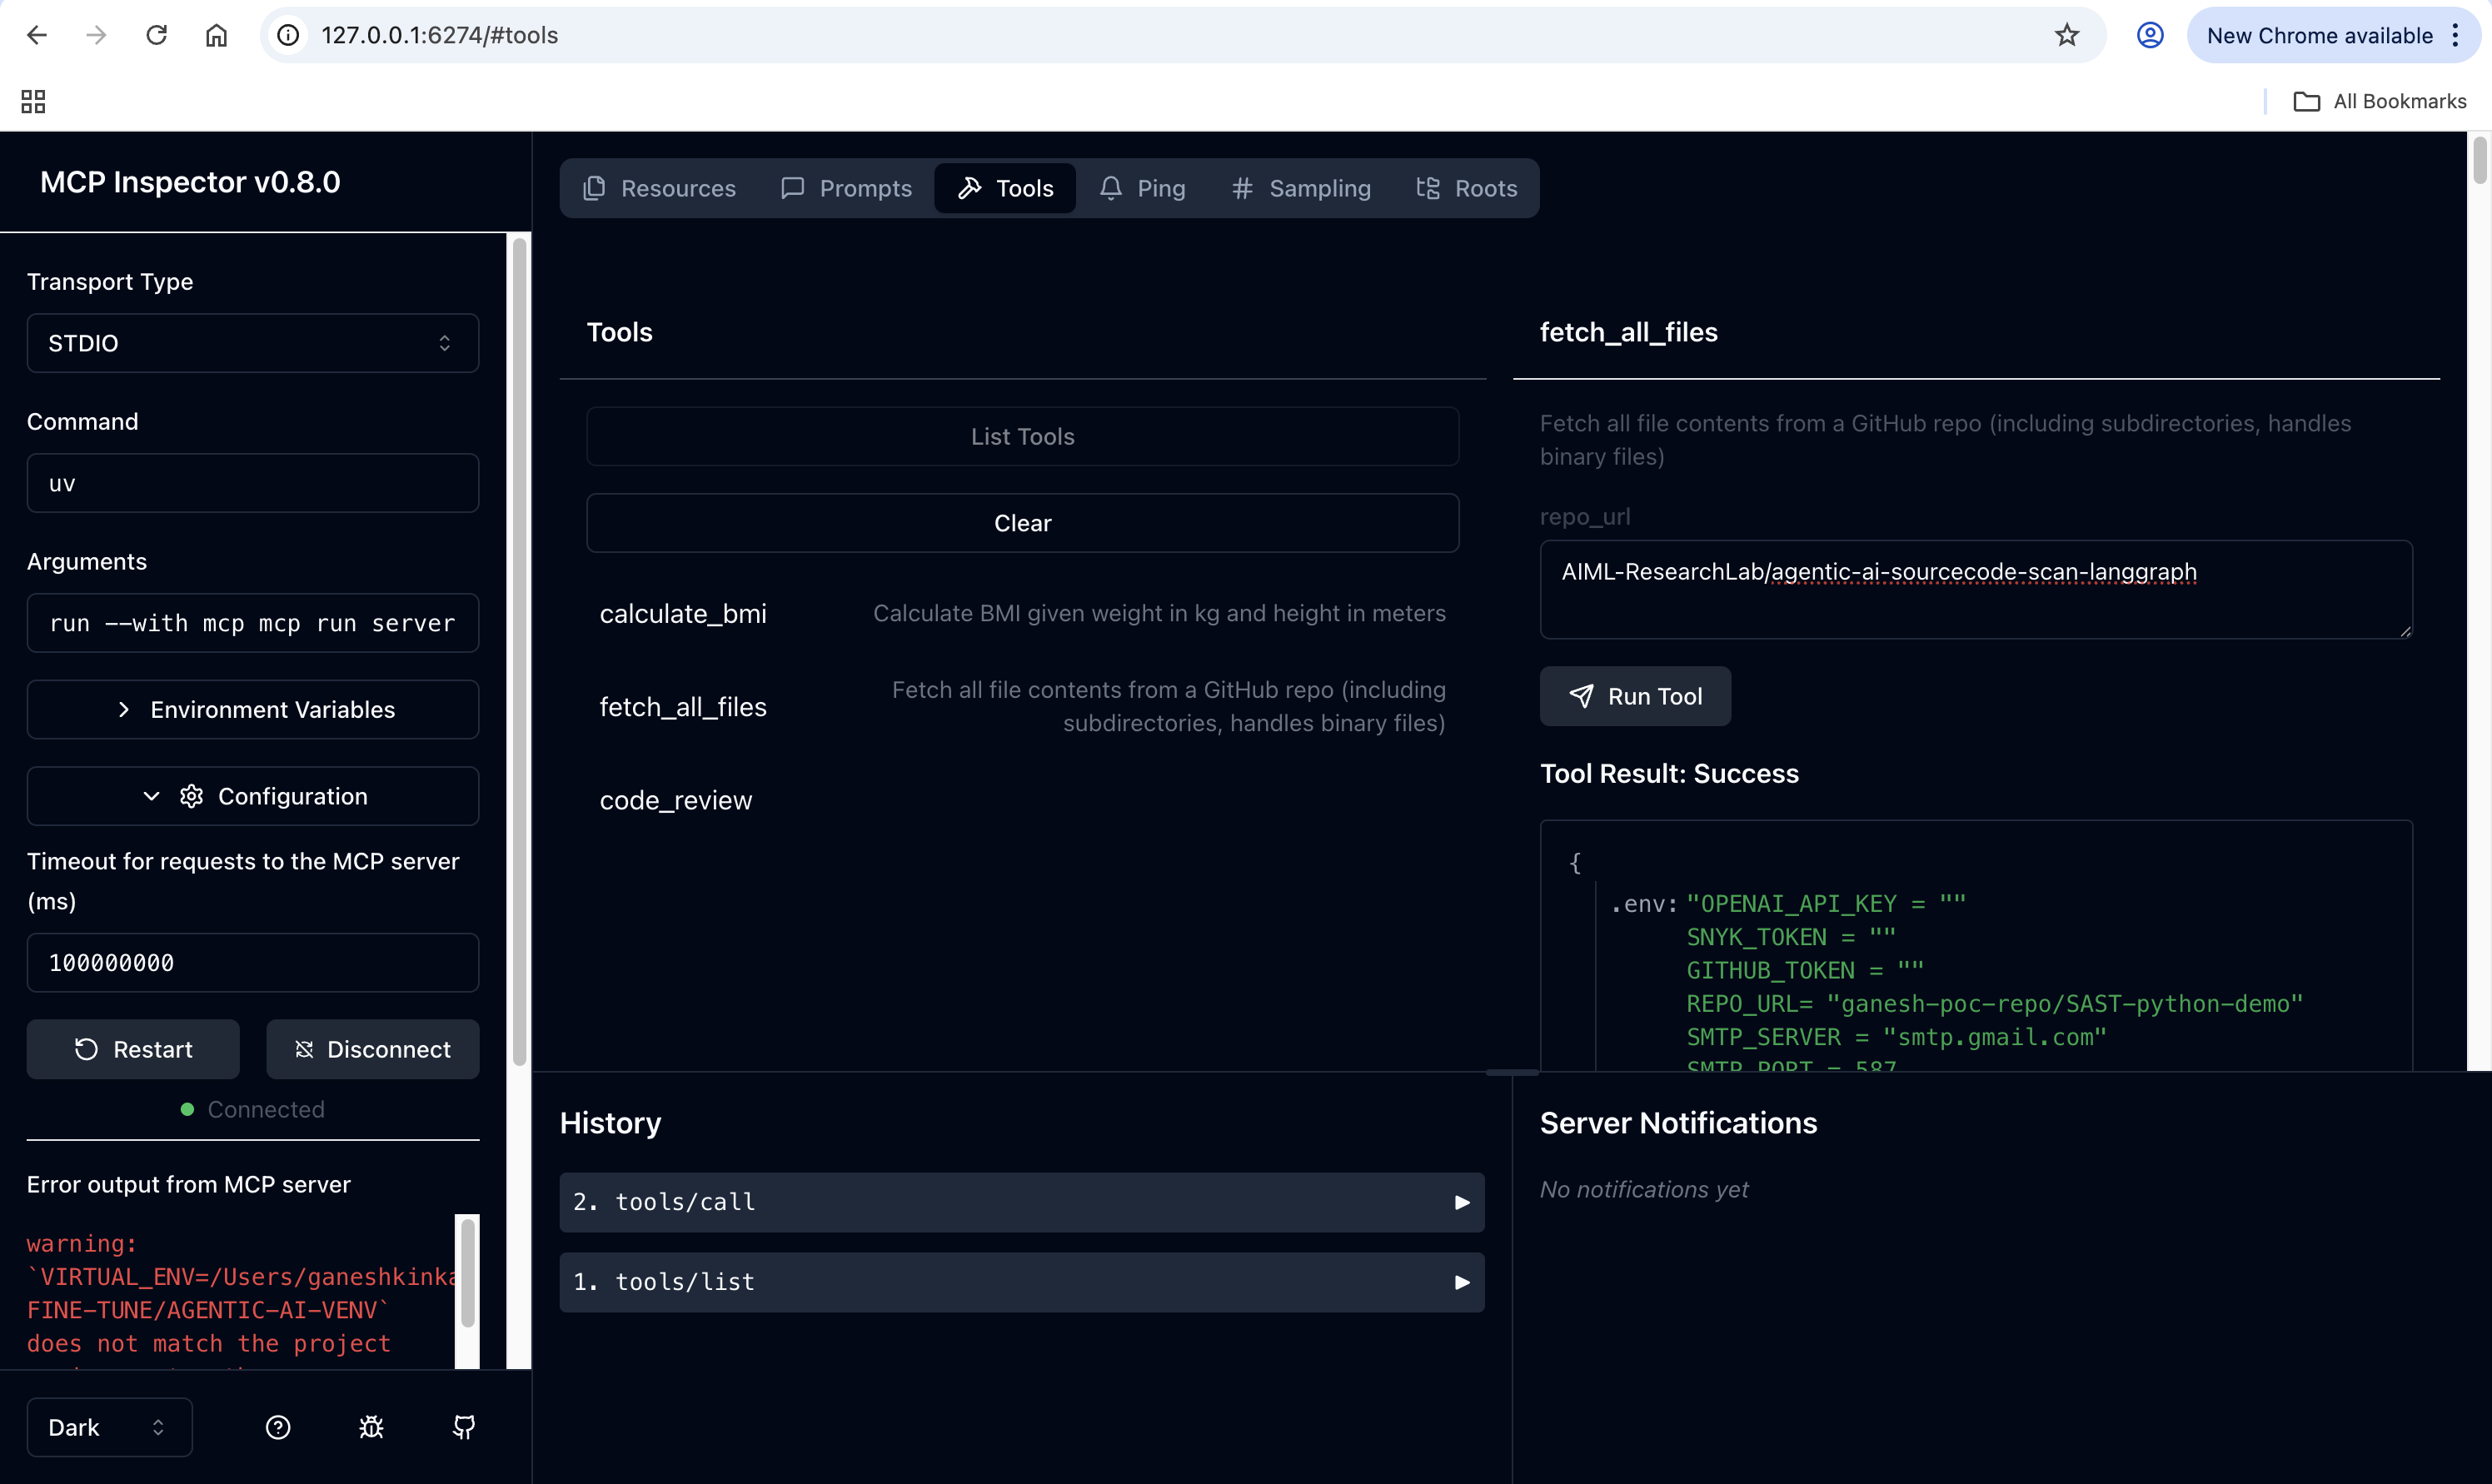 127.0.0.1:6274/#tools
New Chrome available
All Bookmarks
MCP Inspector v0.8.0
Transport Type
STDIO
Command
uv
Arguments
run --with mcp mcp run server
Environment Variables
Configuration
Timeout for requests to the MCP server
(ms)
100000000
Restart
Disconnect
Connected
Error output from MCP server
warning:
`VIRTUAL_ENV=/Users/ganeshkinka
FINE-TUNE/AGENTIC-AI-VENV`
does not match the project
Dark
Resources
Prompts
Tools
Ping
Sampling
Roots
Tools
List Tools
Clear
calculate_bmi
Calculate BMI given weight in kg and height in meters
fetch_all_files
Fetch all file contents from a GitHub repo (including
subdirectories, handles binary files)
code_review
fetch_all_files
Fetch all file contents from a GitHub repo (including subdirectories, handles
binary files)
repo_url
AIML-ResearchLab/agentic-ai-sourcecode-scan-langgraph
Run Tool
Tool Result: Success
{
.env: "OPENAI_API_KEY = ""
SNYK_TOKEN = ""
GITHUB_TOKEN = ""
REPO_URL= "ganesh-poc-repo/SAST-python-demo"
SMTP_SERVER = "smtp.gmail.com"
SMTP_PORT = 587
History
2. tools/call
1. tools/list
Server Notifications
No notifications yet